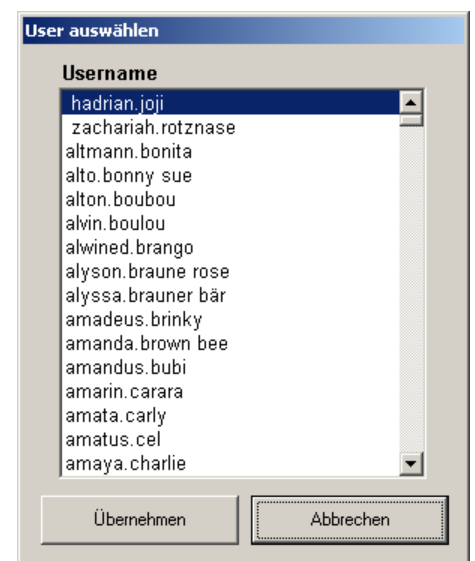 User auswählen
Username
hadrian.joji
zachariah.rotznase
altmann.bonita
alto.bonny sue
alton.boubou
alvin.boulou
alwined.brango
alyson.braune rose
alyssa.brauner bär
amadeus.brinky
amanda.brown bee
amandus.bubi
amarin.carara
amata.carly
amatus.cel
amaya.charlie
Übernehmen Abbrechen